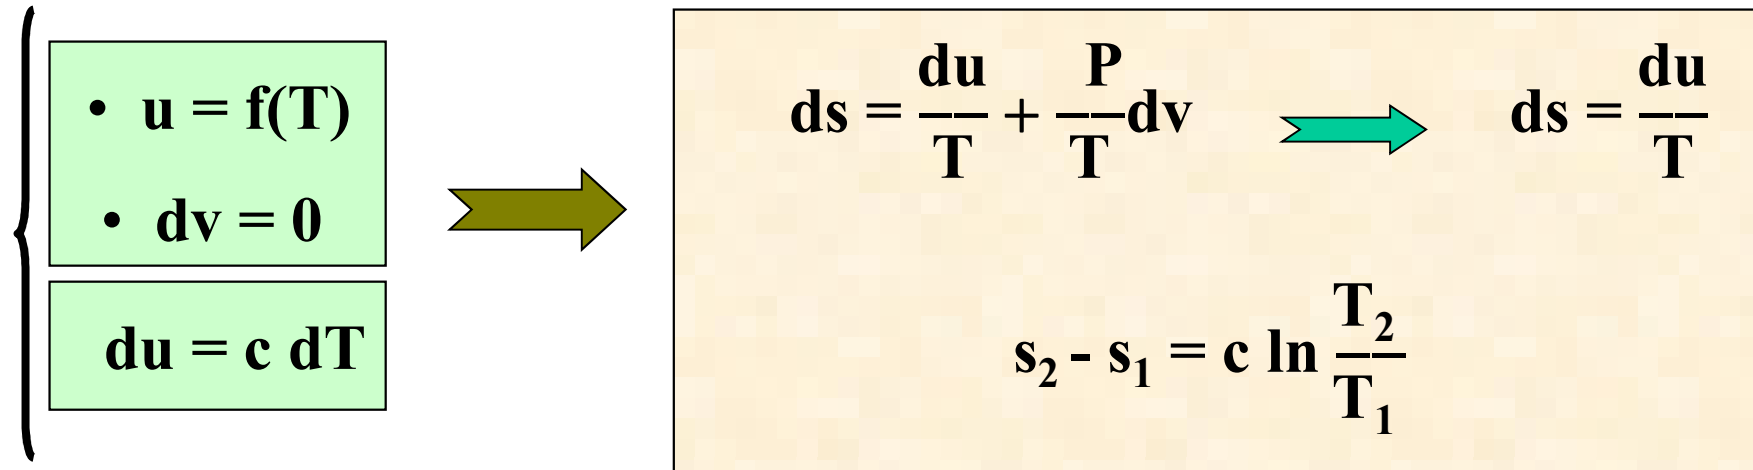 • u = f(T)
• dv = 0
du = c dT
ds = du/T + P/T dv
ds = du/T
s₂ - s₁ = c ln T₂/T₁